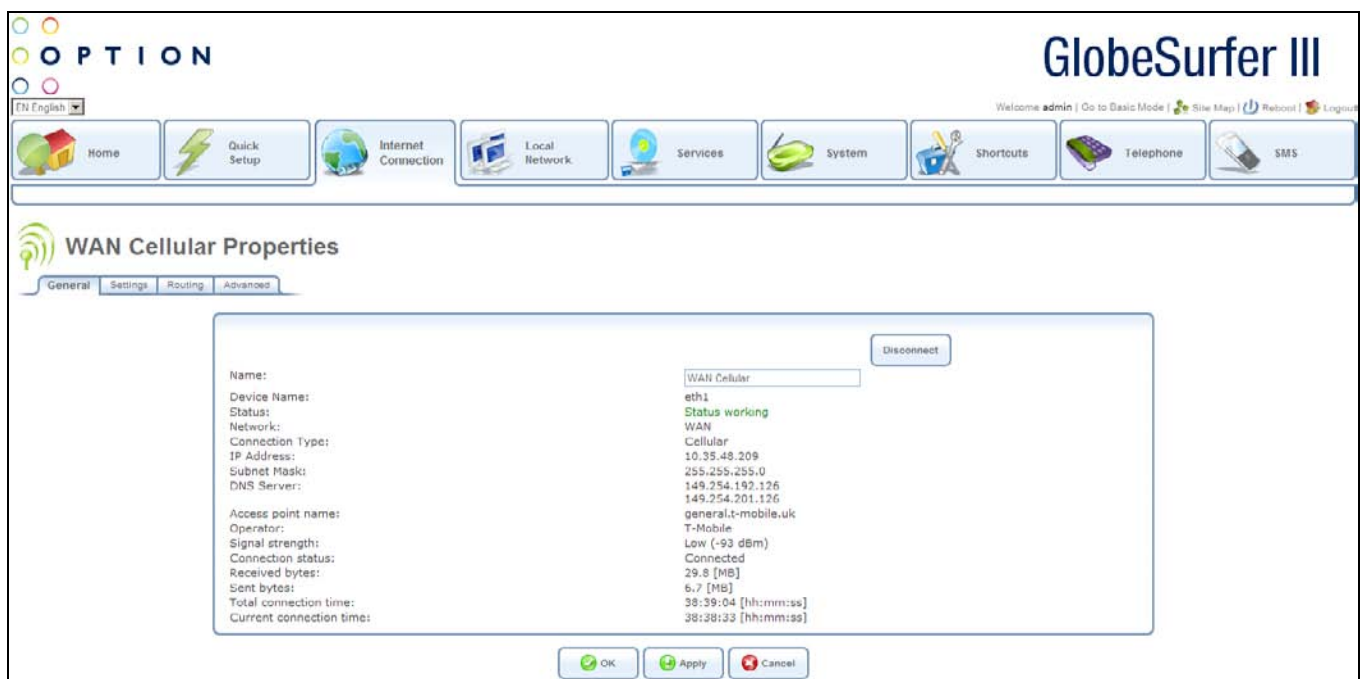 OPTION
GlobeSurfer III
EN English
Welcome admin | Go to Basic Mode | Site Map | Reboot | Logout
Home
Quick Setup
Internet Connection
Local Network
Services
System
Shortcuts
Telephone
SMS
WAN Cellular Properties
General Settings Routing Advanced
Disconnect
Name: WAN Cellular
Device Name: eth1
Status: Status working
Network: WAN
Connection Type: Cellular
IP Address: 10.35.48.209
Subnet Mask: 255.255.255.0
DNS Server: 149.254.192.126
149.254.201.126
Access point name: general.t-mobile.uk
Operator: T-Mobile
Signal strength: Low (-93 dBm)
Connection status: Connected
Received bytes: 29.8 [MB]
Sent bytes: 6.7 [MB]
Total connection time: 38:39:04 [hh:mm:ss]
Current connection time: 38:38:33 [hh:mm:ss]
OK Apply Cancel